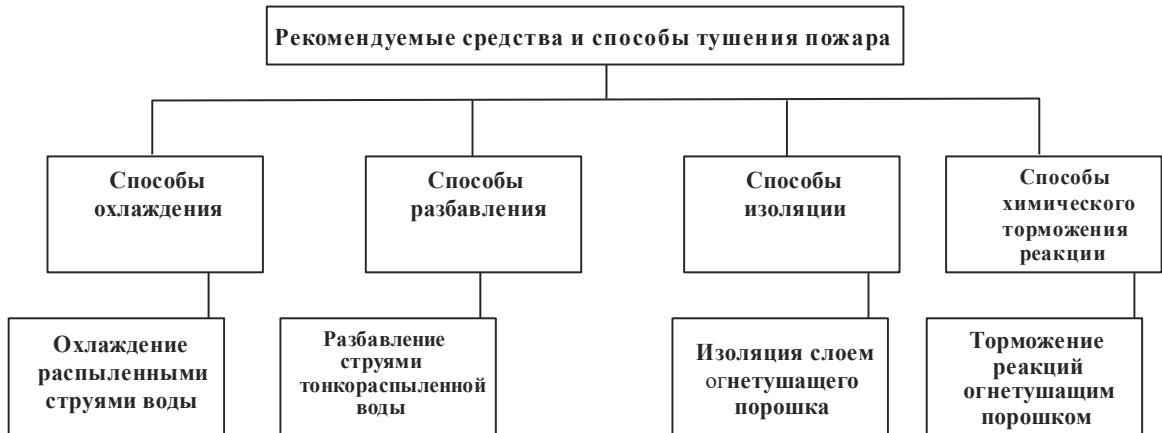 Рекомендуемые средства и способы тушения пожара
Способы
охлаждения
Способы
разбавления
Способы
изоляции
Способы
химического
торможения
реакции
Охлаждение
распыленными
струями воды
Разбавление
струями
тонкораспыленной
воды
Изоляция слоем
огнетушащего
порошка
Торможение
реакций
огнетушащим
порошком